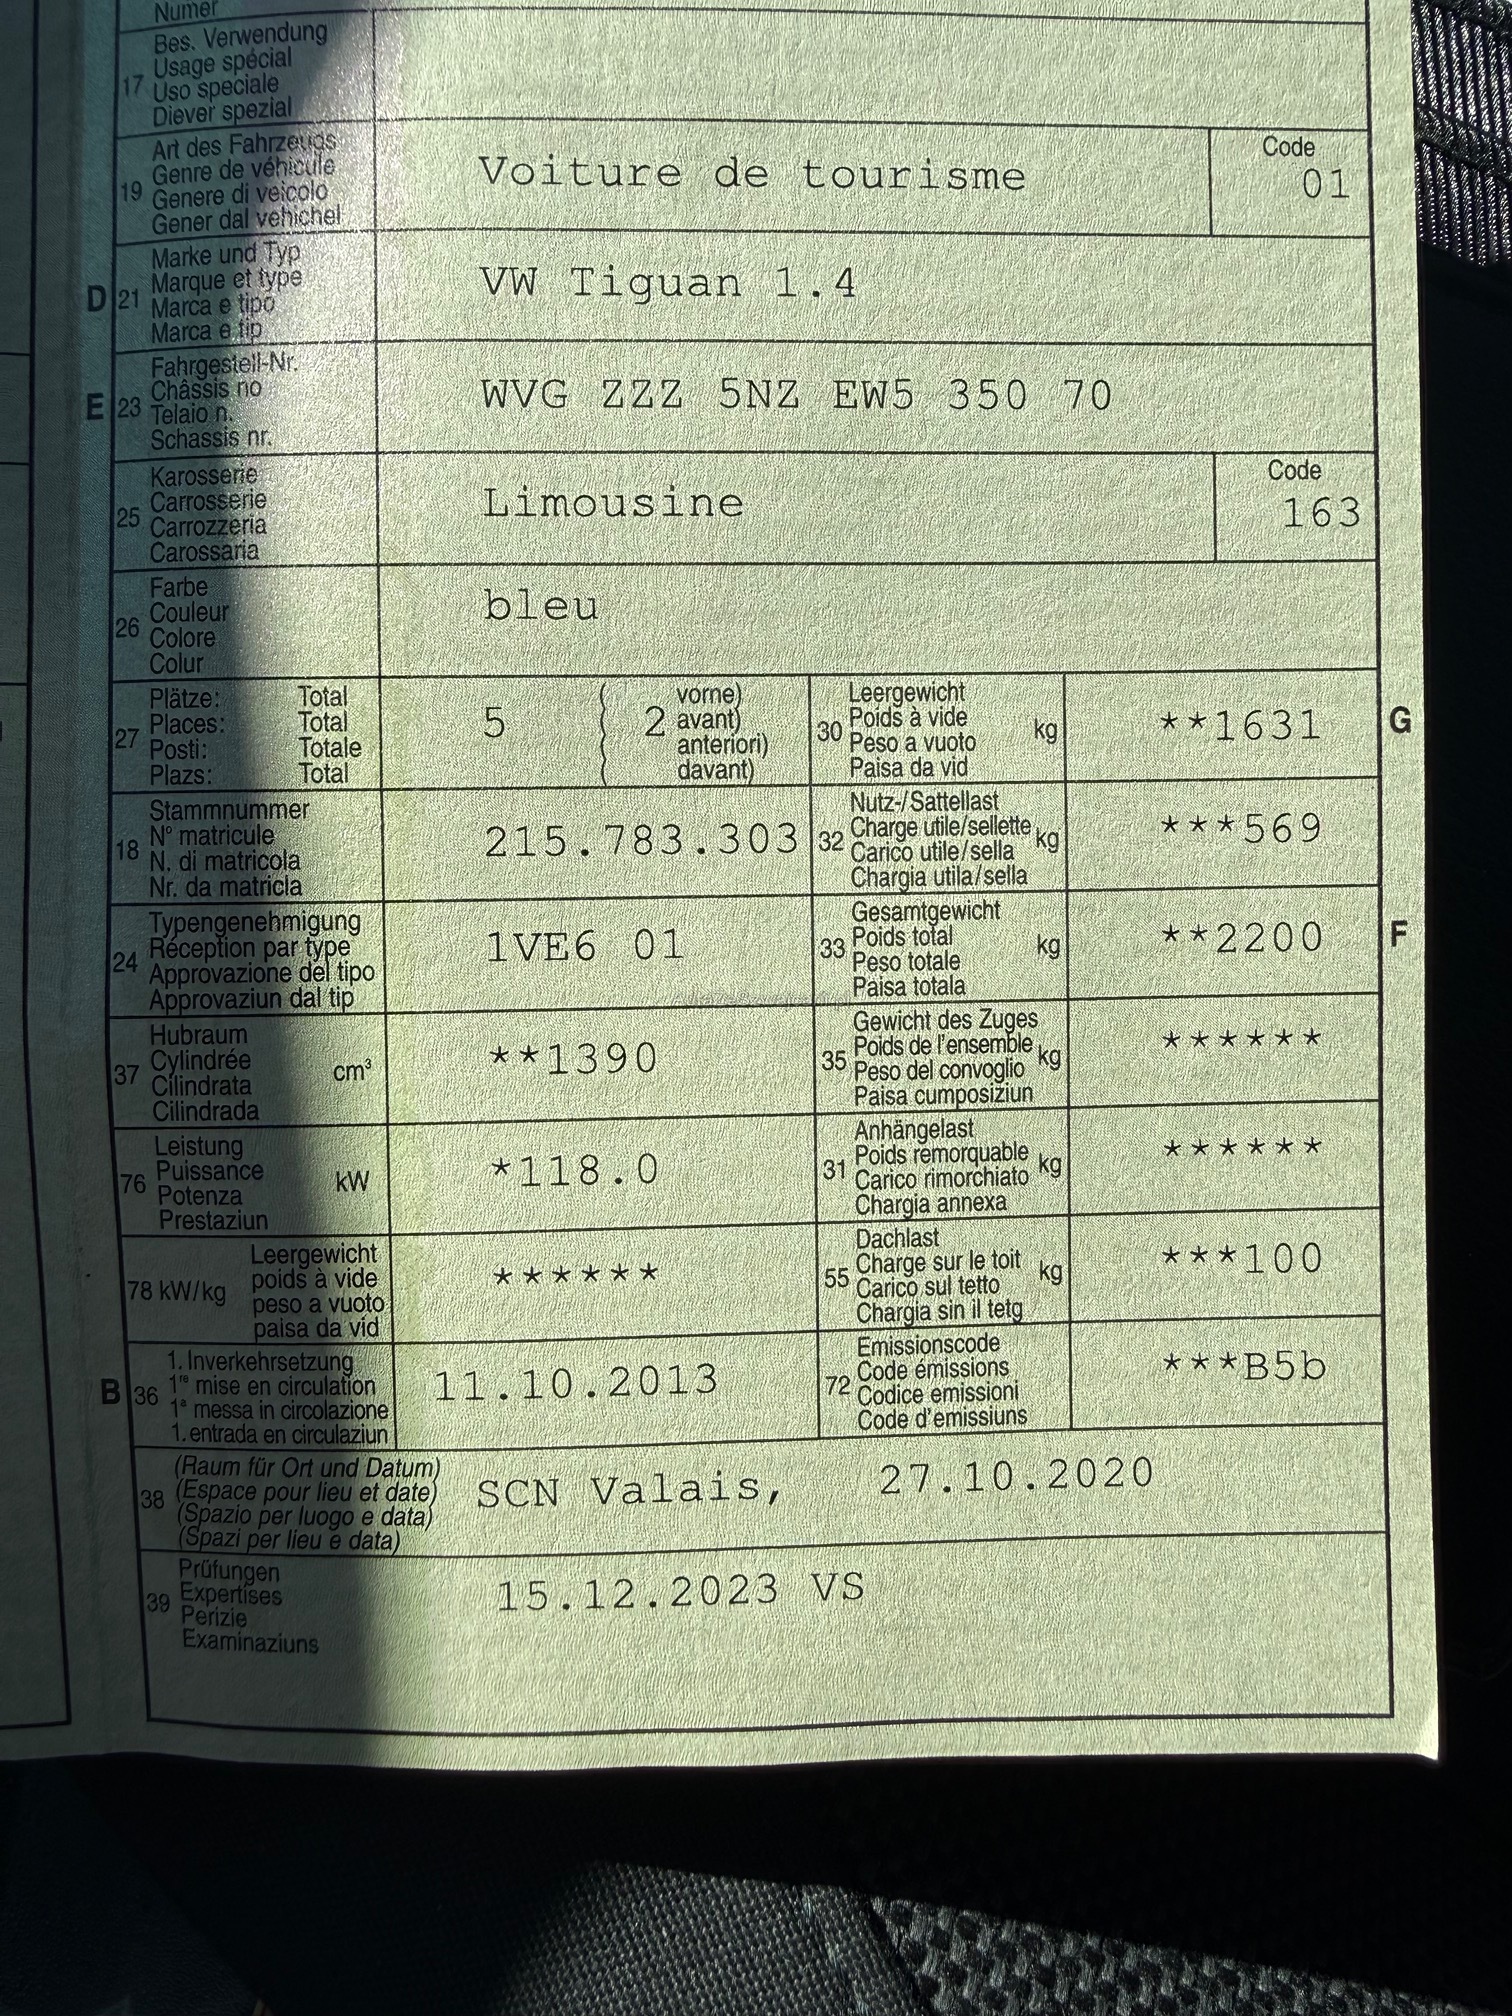 Numer
17 Bes. Verwendung
Usage spécial
Uso speciale
Diever spezial
19 Art des Fahrzeugs
Genre de véhicule
Genere di veicolo
Gener dal vehichel
Voiture de tourisme
Code
01
D 21 Marke und Typ
Marque et type
Marca e tipo
Marca e tip
VW Tiguan 1.4
E 23 Fahrgestell-Nr.
Châssis no
Telaio n.
Schassis nr.
WVG ZZZ 5NZ EW5 350 70
25 Karosserie
Carrosserie
Carrozzeria
Carossaria
Limousine
Code
163
26 Farbe
Couleur
Colore
Colur
bleu
27 Plätze: Total
Places: Total
Posti: Totale
Plazs: Total
5 ( 2 vorne)
avant)
anteriori)
davant)
30 Leergewicht
Poids à vide
Peso a vuoto
Paisa da vid
kg
**1631
G
18 Stammnummer
N° matricule
N. di matricola
Nr. da matricla
215.783.303
32 Nutz-/Sattellast
Charge utile/sellette
Carico utile/sella
Chargia utila/sella
kg
***569
24 Typengenehmigung
Réception par type
Approvazione del tipo
Approvaziun dal tip
1VE6 01
33 Gesamtgewicht
Poids total
Peso totale
Paisa totala
kg
**2200
F
37 Hubraum
Cylindrée
Cilindrata
Cilindrada
cm³
**1390
35 Gewicht des Zuges
Poids de l'ensemble
Peso del convoglio
Paisa cumposiziun
kg
******
76 Leistung
Puissance
Potenza
Prestaziun
kW
*118.0
31 Anhängelast
Poids remorquable
Carico rimorchiato
Chargia annexa
kg
******
78 kW/kg Leergewicht
poids à vide
peso a vuoto
paisa da vid
******
55 Dachlast
Charge sur le toit
Carico sul tetto
Chargia sin il tetg
kg
***100
B 36 1. Inverkehrsetzung
1re mise en circulation
1a messa in circolazione
1. entrada en circulaziun
11.10.2013
72 Emissionscode
Code émissions
Codice emissioni
Code d'emissiuns
***B5b
38 (Raum für Ort und Datum)
(Espace pour lieu et date)
(Spazio per luogo e data)
(Spazi per lieu e data)
SCN Valais, 27.10.2020
39 Prüfungen
Expertises
Perizie
Examinaziuns
15.12.2023 VS